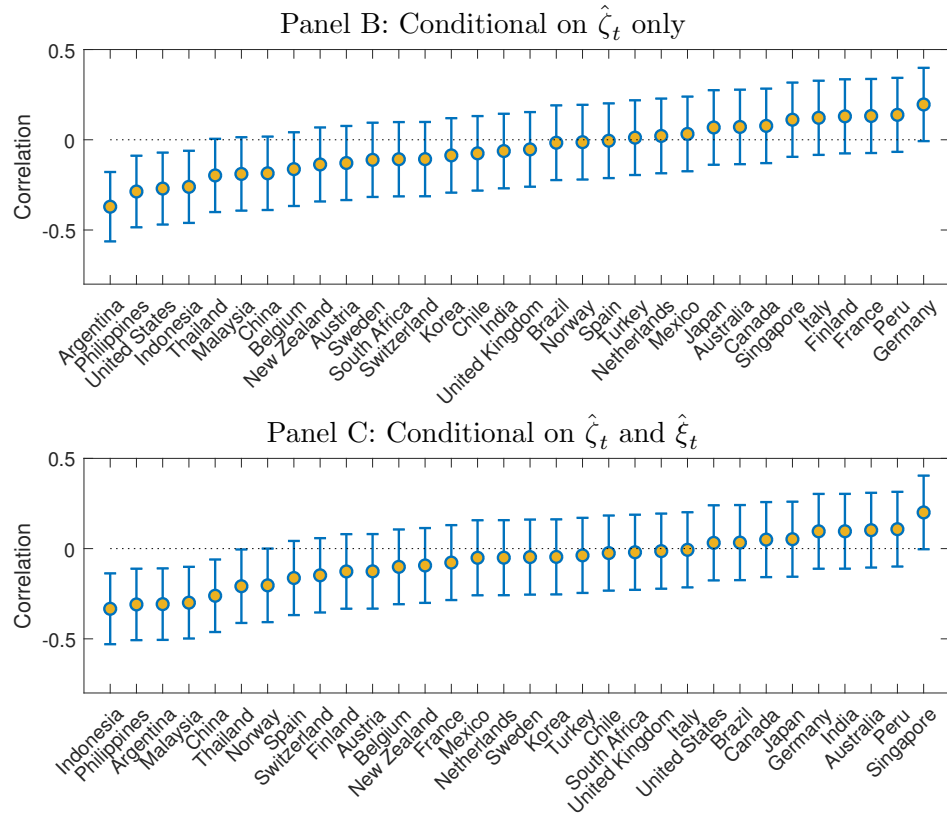 Panel B: Conditional on ζ̂ₜ only
0.5
0
-0.5
Correlation
Argentina
Philippines
United States
Indonesia
Thailand
Malaysia
China
Belgium
New Zealand
Austria
Sweden
South Africa
Switzerland
Korea
Chile
India
United Kingdom
Brazil
Norway
Spain
Turkey
Netherlands
Mexico
Japan
Australia
Canada
Singapore
Italy
Finland
France
Peru
Germany
Panel C: Conditional on ζ̂ₜ and ξ̂ₜ
0.5
0
-0.5
Correlation
Indonesia
Philippines
Argentina
Malaysia
China
Thailand
Norway
Spain
Switzerland
Finland
Austria
Belgium
New Zealand
France
Mexico
Netherlands
Sweden
Korea
Turkey
Chile
South Africa
United Kingdom
Italy
United States
Brazil
Canada
Japan
Germany
India
Australia
Peru
Singapore